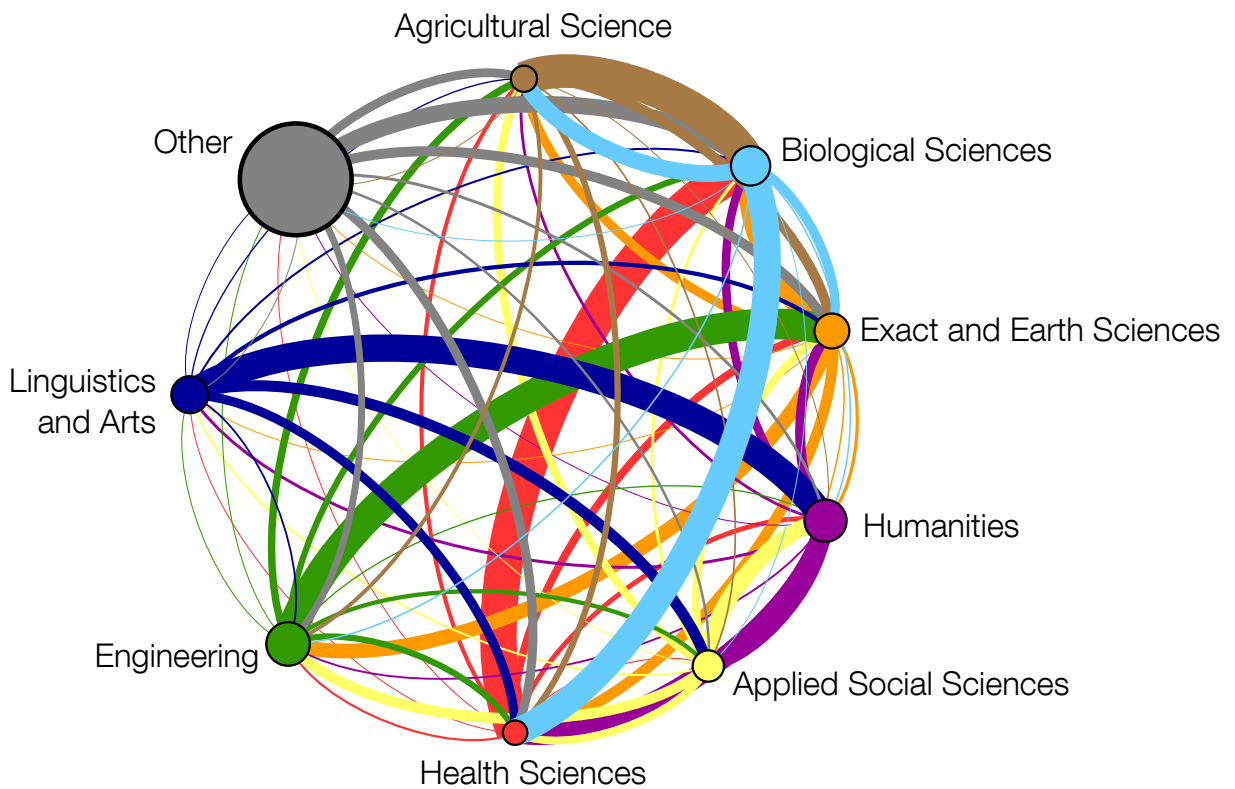 Agricultural Science
Other
Biological Sciences
Exact and Earth Sciences
Linguistics
and Arts
Humanities
Engineering
Applied Social Sciences
Health Sciences